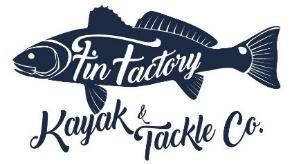 Fin Factory
Kayak &
Tackle Co.